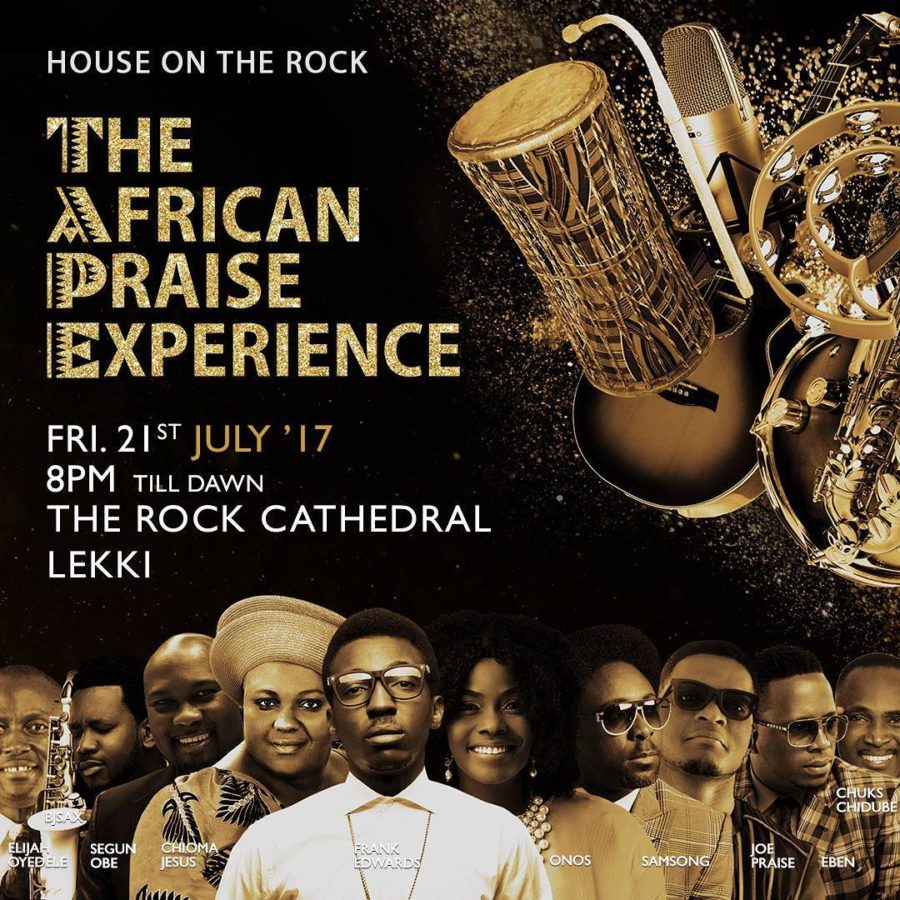 HOUSE ON THE ROCK
THE
AFRICAN
PRAISE
EXPERIENCE
FRI. 21ST JULY '17
8PM TILL DAWN
THE ROCK CATHEDRAL
LEKKI
ELIJAH
OYEDELE
BJSAX
SEGUN
OBE
CHIOMA
JESUS
FRANK
EDWARDS
ONOS
SAMSONG
JOE
PRAISE
EBEN
CHUKS
CHIDUBE